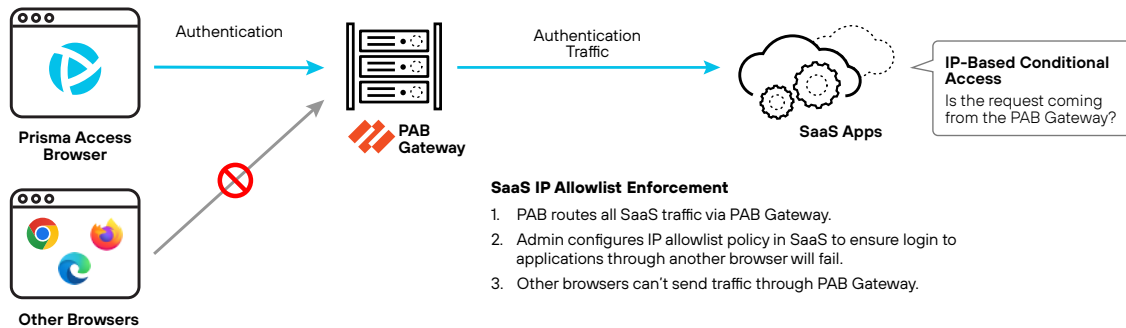 Authentication
Prisma Access
Browser
PAB
Gateway
Authentication
Traffic
SaaS Apps
IP-Based Conditional
Access
Is the request coming
from the PAB Gateway?
Other Browsers
SaaS IP Allowlist Enforcement
1. PAB routes all SaaS traffic via PAB Gateway.
2. Admin configures IP allowlist policy in SaaS to ensure login to
applications through another browser will fail.
3. Other browsers can’t send traffic through PAB Gateway.